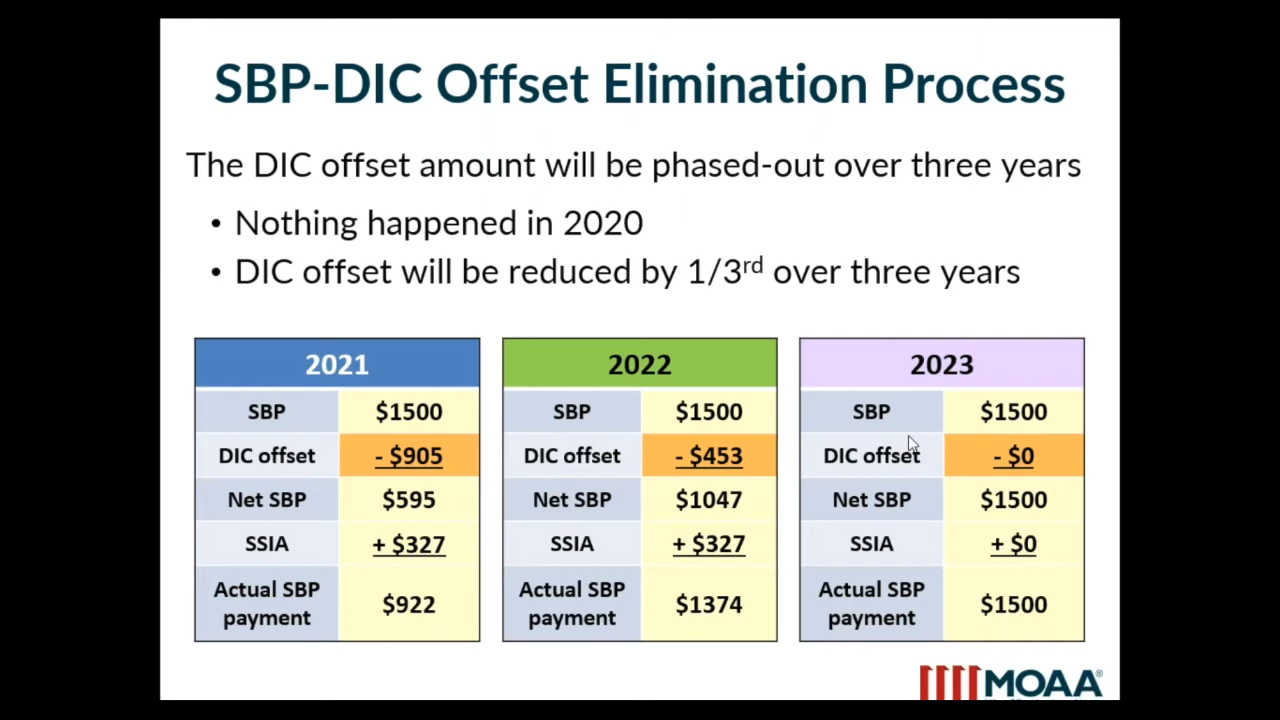 SBP-DIC Offset Elimination Process
The DIC offset amount will be phased-out over three years
• Nothing happened in 2020
• DIC offset will be reduced by 1/3rd over three years
2021
SBP $1500
DIC offset - $905
Net SBP $595
SSIA + $327
Actual SBP payment $922
2022
SBP $1500
DIC offset - $453
Net SBP $1047
SSIA + $327
Actual SBP payment $1374
2023
SBP $1500
DIC offset - $0
Net SBP $1500
SSIA + $0
Actual SBP payment $1500
MOAA®